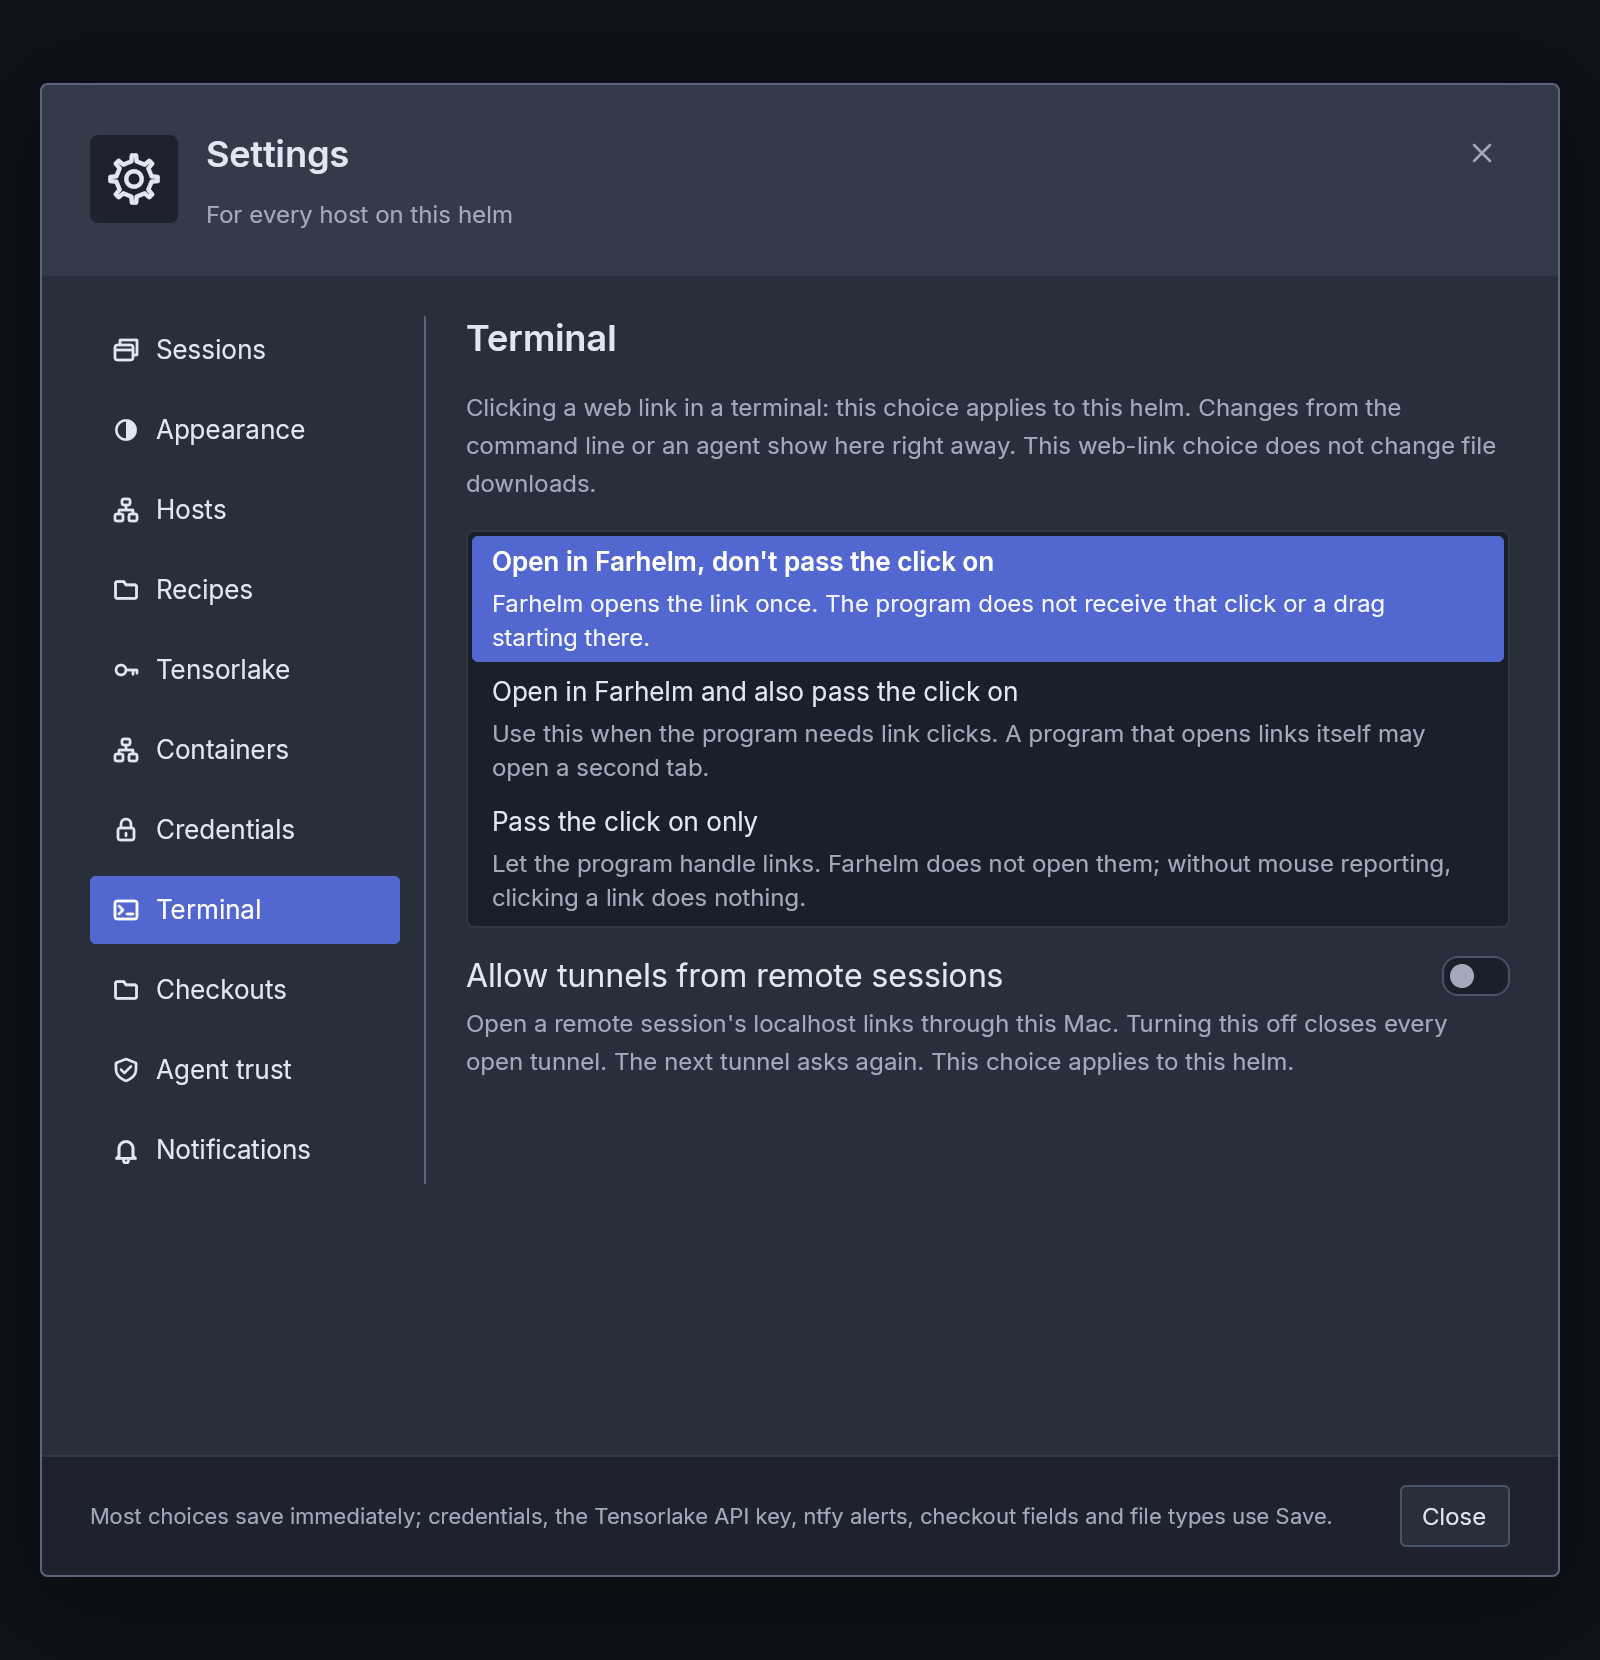 Settings
For every host on this helm
Sessions
Appearance
Hosts
Recipes
Tensorlake
Containers
Credentials
Terminal
Checkouts
Agent trust
Notifications
Terminal
Clicking a web link in a terminal: this choice applies to this helm. Changes from the
command line or an agent show here right away. This web-link choice does not change file
downloads.
Open in Farhelm, don't pass the click on
Farhelm opens the link once. The program does not receive that click or a drag
starting there.
Open in Farhelm and also pass the click on
Use this when the program needs link clicks. A program that opens links itself may
open a second tab.
Pass the click on only
Let the program handle links. Farhelm does not open them; without mouse reporting,
clicking a link does nothing.
Allow tunnels from remote sessions
Open a remote session's localhost links through this Mac. Turning this off closes every
open tunnel. The next tunnel asks again. This choice applies to this helm.
Most choices save immediately; credentials, the Tensorlake API key, ntfy alerts, checkout fields and file types use Save.
Close